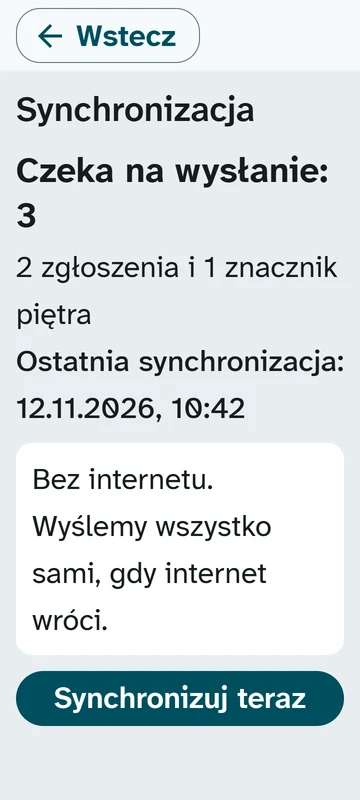 Wstecz
Synchronizacja
Czeka na wysłanie:
3
2 zgłoszenia i 1 znacznik
piętra
Ostatnia synchronizacja:
12.11.2026, 10:42
Bez internetu.
Wyślemy wszystko
sami, gdy internet
wróci.
Synchronizuj teraz